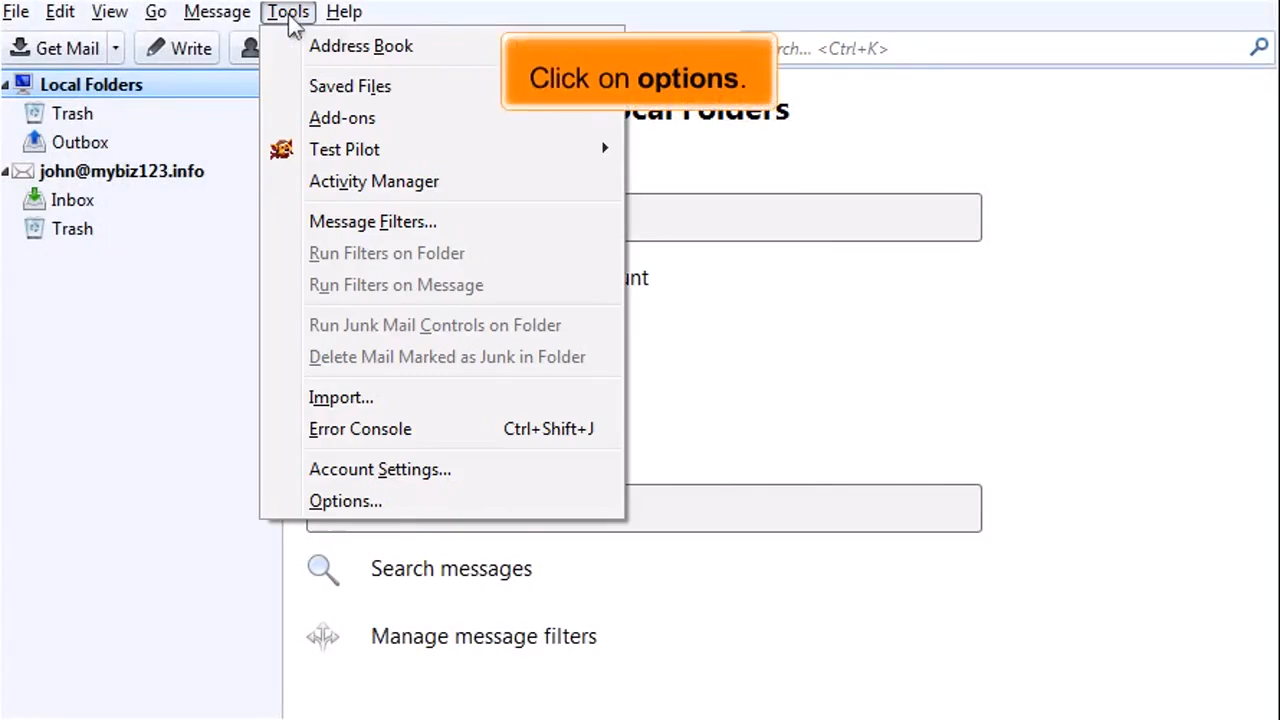 File Edit View Go Message Tools Help
Get Mail Write
...ch... <Ctrl+K>
Click on options.
Local Folders
Trash
Outbox
john@mybiz123.info
Inbox
Trash
Address Book
Saved Files
Add-ons
Test Pilot
Activity Manager
Message Filters...
Run Filters on Folder
Run Filters on Message
Run Junk Mail Controls on Folder
Delete Mail Marked as Junk in Folder
Import...
Error Console Ctrl+Shift+J
Account Settings...
Options...
Folders
Search messages
Manage message filters